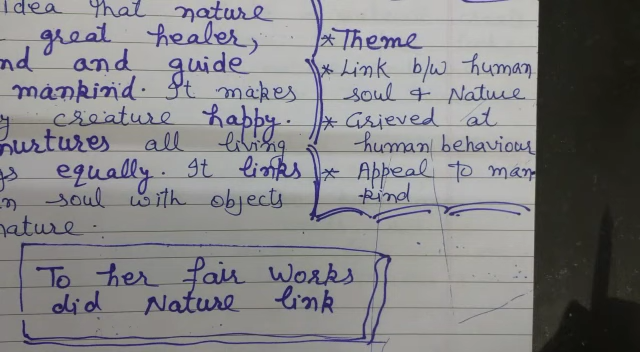 idea that nature
great healer,
and guide
mankind. It makes
creature happy.
nurtures all living
equally. It links
soul with objects
nature.
* Theme
* Link b/w human
soul & Nature
* Grieved at
human behaviour
* Appeal to man
kind
To her fair works
did Nature link